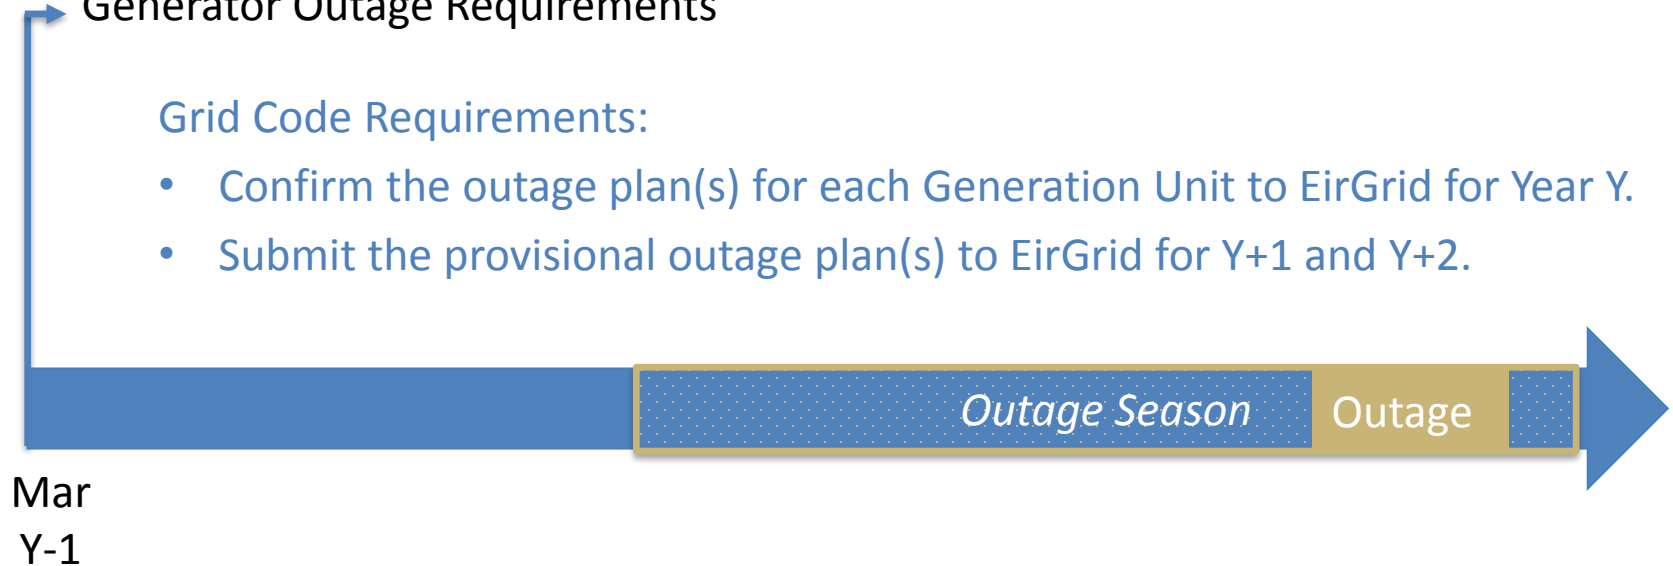 Generator Outage Requirements
Grid Code Requirements:
• Confirm the outage plan(s) for each Generation Unit to EirGrid for Year Y.
• Submit the provisional outage plan(s) to EirGrid for Y+1 and Y+2.
Outage Season
Outage
Mar
Y-1